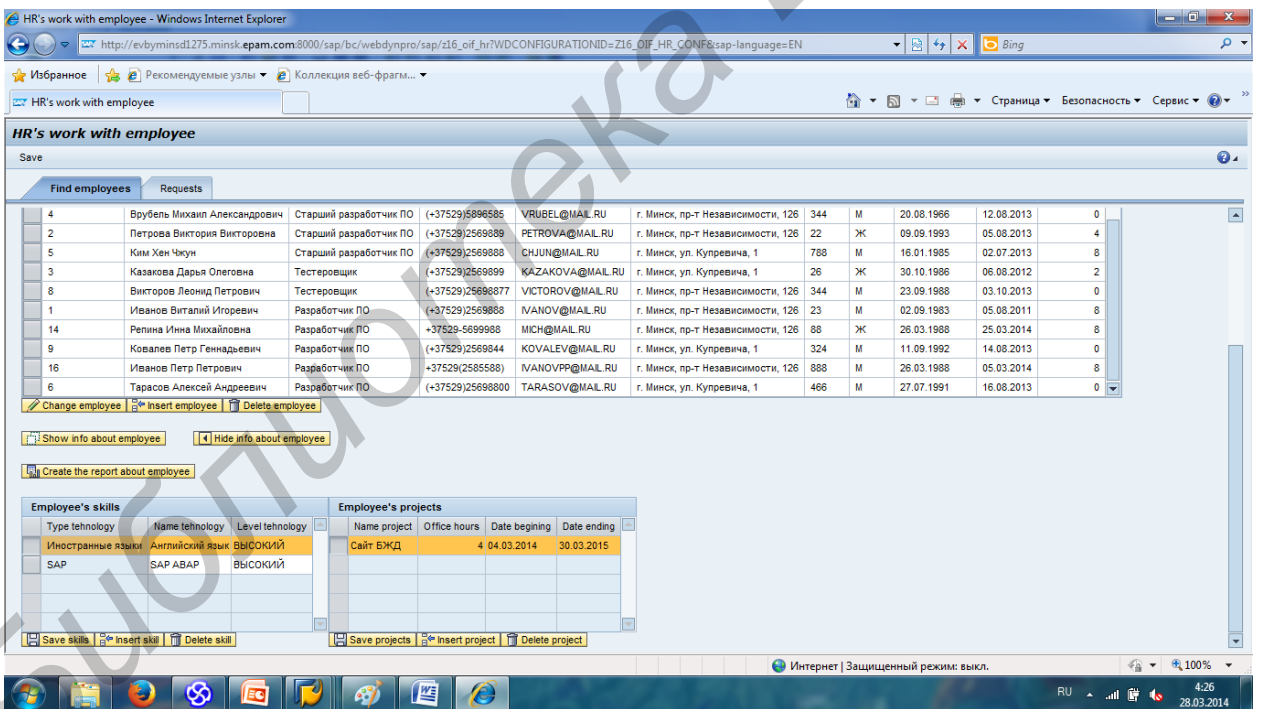 HR's work with employee - Windows Internet Explorer
http://evbyminsd1275.minsk.epam.com:8000/sap/bc/webdynpro/sap/z16_oif_hr?WDCONFIGURATIONID=Z16_OIF_HR_CONF&sap-language=EN Bing
Избранное Рекомендуемые узлы Коллекция веб-фрагм...
HR's work with employee Страница Безопасность Сервис
HR's work with employee
Save
Find employees Requests
4 Врубель Михаил Александрович Старший разработчик ПО (+37529)5896585 VRUBEL@MAIL.RU г. Минск, пр-т Независимости, 126 344 М 20.08.1966 12.08.2013 0
2 Петрова Виктория Викторовна Старший разработчик ПО (+37529)2569889 PETROVA@MAIL.RU г. Минск, пр-т Независимости, 126 22 Ж 09.09.1993 05.08.2013 4
5 Ким Хен Чжун Старший разработчик ПО (+37529)2569888 CHJUN@MAIL.RU г. Минск, ул. Купревича, 1 788 М 16.01.1985 02.07.2013 8
3 Казакова Дарья Олеговна Тестеровщик (+37529)2569899 KAZAKOVA@MAIL.RU г. Минск, ул. Купревича, 1 26 Ж 30.10.1986 06.08.2012 2
8 Викторов Леонид Петрович Тестеровщик (+37529)25698877 VICTOROV@MAIL.RU г. Минск, пр-т Независимости, 126 344 М 23.09.1988 03.10.2013 0
1 Иванов Виталий Игоревич Разработчик ПО (+37529)2569888 IVANOV@MAIL.RU г. Минск, пр-т Независимости, 126 23 М 02.09.1983 05.08.2011 8
14 Репина Инна Михайловна Разработчик ПО +37529-5699988 MICH@MAIL.RU г. Минск, пр-т Независимости, 126 88 Ж 26.03.1988 25.03.2014 8
9 Ковалев Петр Геннадьевич Разработчик ПО (+37529)2569844 KOVALEV@MAIL.RU г. Минск, ул. Купревича, 1 324 М 11.09.1992 14.08.2013 0
16 Иванов Петр Петрович Разработчик ПО +37529(2585588) IVANOVPP@MAIL.RU г. Минск, пр-т Независимости, 126 888 М 26.03.1988 05.03.2014 8
6 Тарасов Алексей Андреевич Разработчик ПО (+37529)25698800 TARASOV@MAIL.RU г. Минск, ул. Купревича, 1 466 М 27.07.1991 16.08.2013 0
Change employee Insert employee Delete employee
Show info about employee Hide info about employee
Create the report about employee
Employee's skills Employee's projects
Type tehnology Name tehnology Level tehnology Name project Office hours Date begining Date ending
Иностранные языки Английский язык ВЫСОКИЙ Сайт БЖД 4 04.03.2014 30.03.2015
SAP SAP ABAP ВЫСОКИЙ
Save skills Insert skill Delete skill Save projects Insert project Delete project
Интернет | Защищенный режим: выкл. 100%
RU 4:26
28.03.2014
библиотека